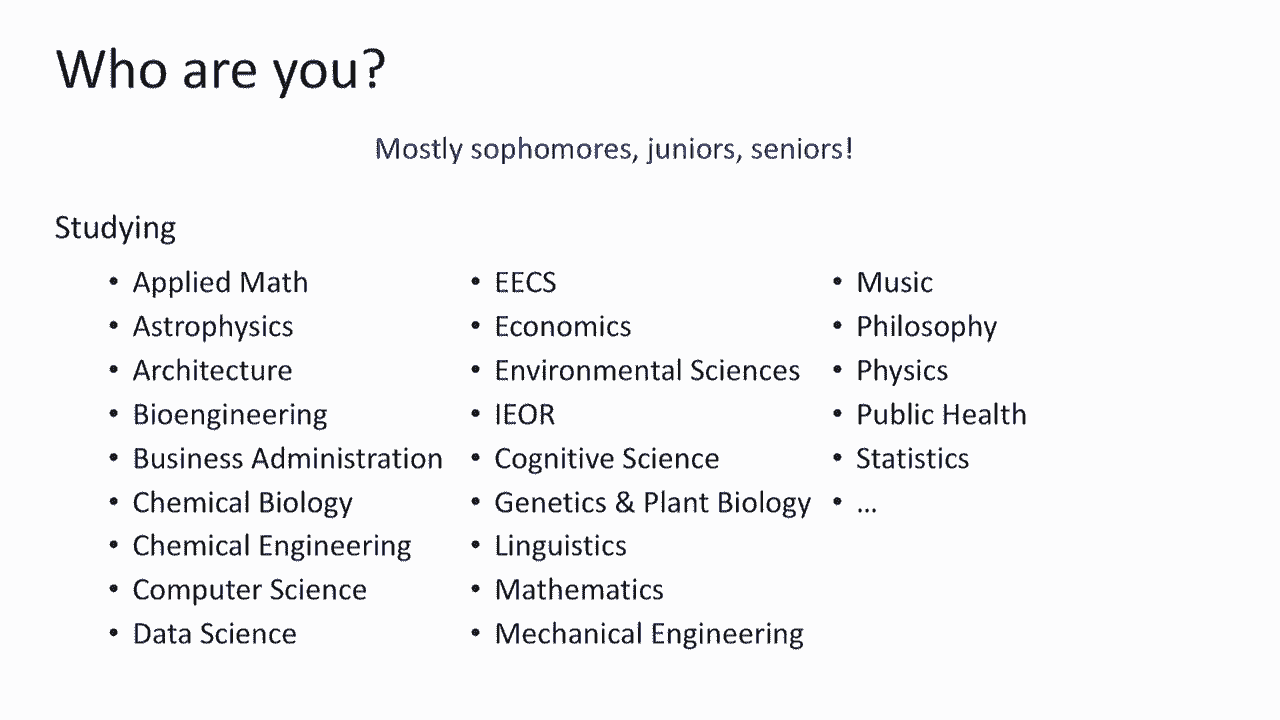 Who are you?
Mostly sophomores, juniors, seniors!
Studying
• Applied Math
• Astrophysics
• Architecture
• Bioengineering
• Business Administration
• Chemical Biology
• Chemical Engineering
• Computer Science
• Data Science
• EECS
• Economics
• Environmental Sciences
• IEOR
• Cognitive Science
• Genetics & Plant Biology
• Linguistics
• Mathematics
• Mechanical Engineering
• Music
• Philosophy
• Physics
• Public Health
• Statistics
• …